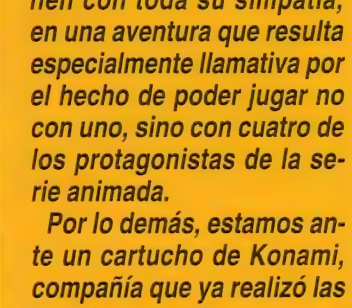 nen con toda su simpatía,
en una aventura que resulta
especialmente llamativa por
el hecho de poder jugar no
con uno, sino con cuatro de
los protagonistas de la se-
rie animada.
Por lo demás, estamos an-
te un cartucho de Konami,
compañía que ya realizó las